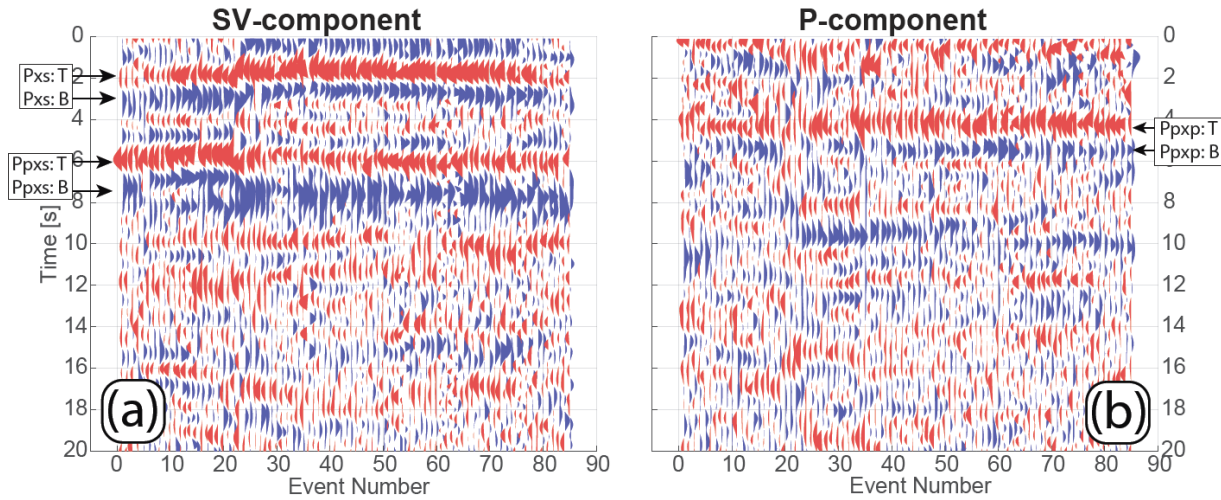 SV-component
P-component
0
2
4
6
8
10
12
14
16
18
20
Time [s]
Pxs: T
Pxs: B
Ppxs: T
Ppxs: B
(a)
0 10 20 30 40 50 60 70 80 90
Event Number
0
2
4
6
8
10
12
14
16
18
20
Ppxp: T
Ppxp: B
(b)
0 10 20 30 40 50 60 70 80 90
Event Number